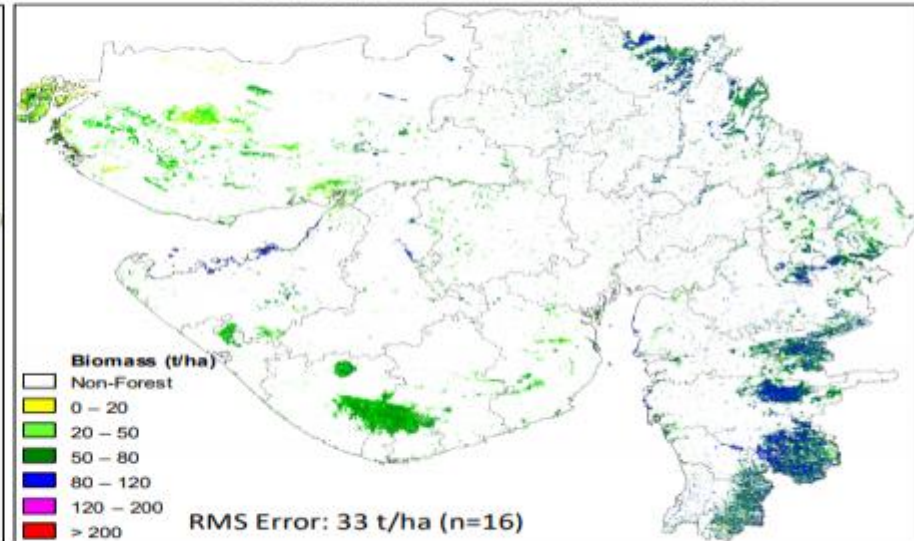 Biomass (t/ha)
Non-Forest
0 – 20
20 – 50
50 – 80
80 – 120
120 – 200
> 200
RMS Error: 33 t/ha (n=16)